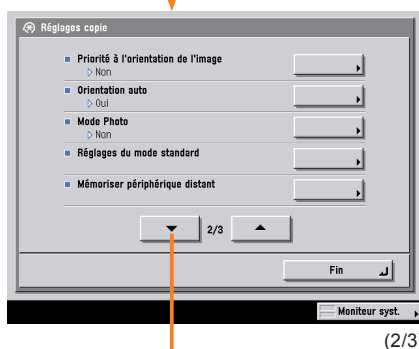 Réglages copie
Priorité à l'orientation de l'image
Non
Orientation auto
Oui
Mode Photo
Non
Réglages du mode standard
Mémoriser périphérique distant
2/3
Fin
Moniteur syst.
(2/3